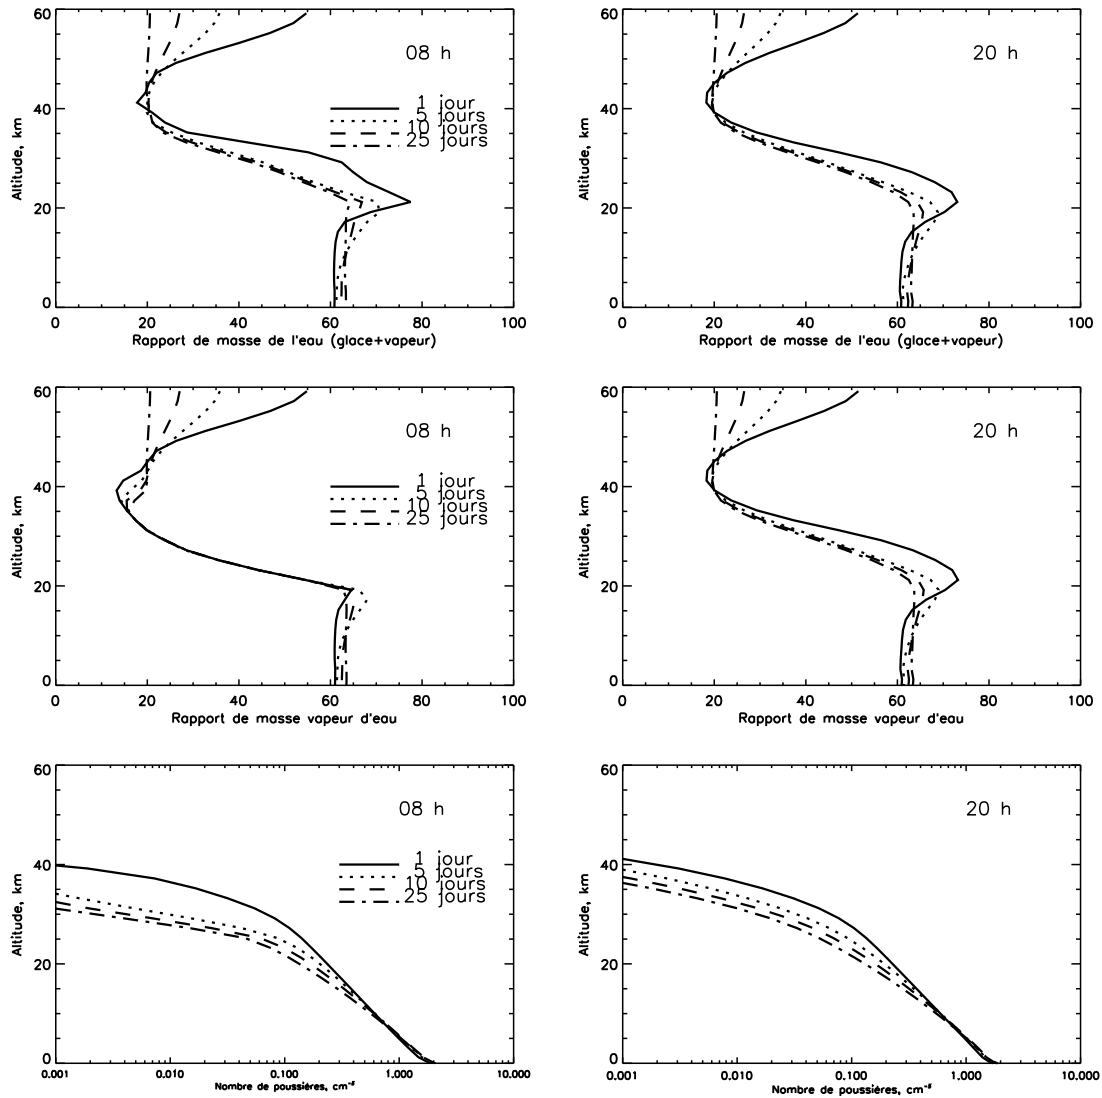 60
40
20
0
Altitude, km
08 h
1 jour
5 jours
10 jours
25 jours
0 20 40 60 80 100
Rapport de masse de l'eau (glace+vapeur)
60
40
20
0
Altitude, km
20 h
0 20 40 60 80 100
Rapport de masse de l'eau (glace+vapeur)
60
40
20
0
Altitude, km
08 h
1 jour
5 jours
10 jours
25 jours
0 20 40 60 80 100
Rapport de masse vapeur d'eau
60
40
20
0
Altitude, km
20 h
0 20 40 60 80 100
Rapport de masse vapeur d'eau
60
40
20
0
Altitude, km
08 h
1 jour
5 jours
10 jours
25 jours
0.001 0.010 0.100 1.000 10.000
Nombre de poussiéres,
60
40
20
0
Altitude, km
20 h
0.001 0.010 0.100 1.000 10.000
Nombre de poussiéres,